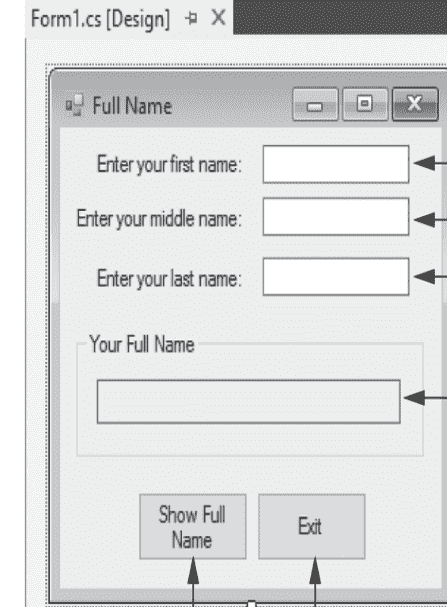 Form1.cs [Design]
Full Name
Enter your first name:
Enter your middle name:
Enter your last name:
Your Full Name
Show Full
Name
Exit